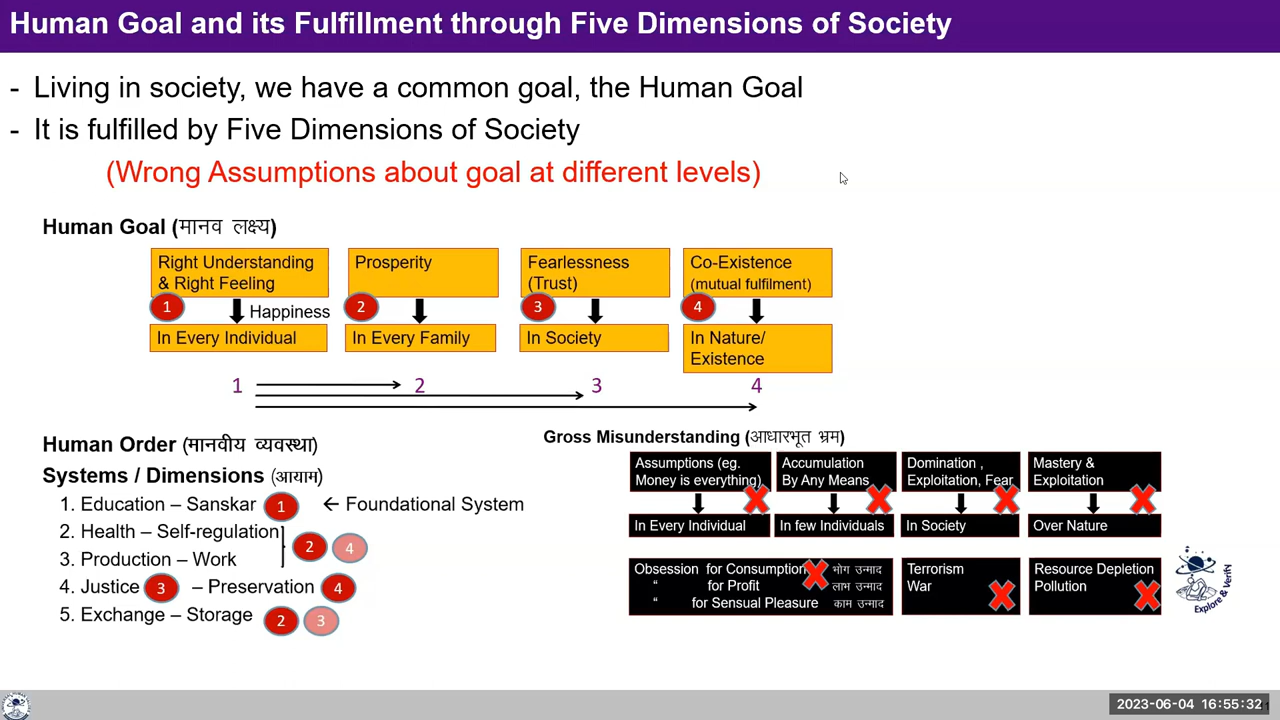 Human Goal and its Fulfillment through Five Dimensions of Society
- Living in society, we have a common goal, the Human Goal
- It is fulfilled by Five Dimensions of Society
(Wrong Assumptions about goal at different levels)
Human Goal (मानव लक्ष्य)
Right Understanding
& Right Feeling
1
Happiness
In Every Individual
Prosperity
2
In Every Family
Fearlessness
(Trust)
3
In Society
Co-Existence
(mutual fulfilment)
4
In Nature/
Existence
1 2 3 4
Human Order (मानवीय व्यवस्था)
Systems / Dimensions (आयाम)
1. Education – Sanskar 1 ← Foundational System
2. Health – Self-regulation
3. Production – Work
2 4
4. Justice 3 – Preservation 4
5. Exchange – Storage 2 3
Gross Misunderstanding (आधारभूत भ्रम)
Assumptions (eg.
Money is everything)
In Every Individual
Accumulation
By Any Means
In few Individuals
Domination ,
Exploitation, Fear
In Society
Mastery &
Exploitation
Over Nature
Obsession for Consumption भोग उन्माद
“ for Profit लाभ उन्माद
“ for Sensual Pleasure काम उन्माद
Terrorism
War
Resource Depletion
Pollution
Explore & Verify
2023-06-04 16:55:32